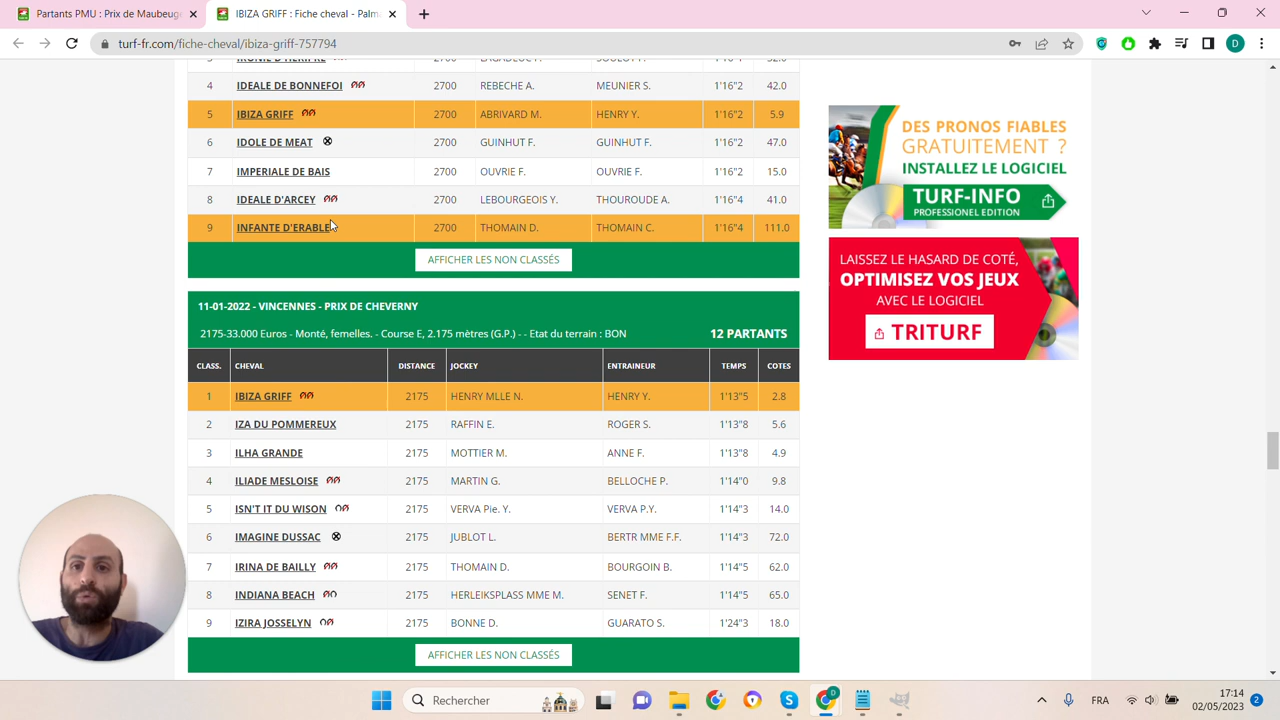 Partants PMU : Prix de Maubeug
IBIZA GRIFF : Fiche cheval - Palm
turf-fr.com/fiche-cheval/ibiza-griff-757794
D
2700 1'16"1 52.0
4 IDEALE DE BONNEFOI 2700 REBECHE A. MEUNIER S. 1'16"2 42.0
5 IBIZA GRIFF 2700 ABRIVARD M. HENRY Y. 1'16"2 5.9
6 IDOLE DE MEAT 2700 GUINHUT F. GUINHUT F. 1'16"2 47.0
7 IMPERIALE DE BAIS 2700 OUVRIE F. OUVRIE F. 1'16"2 15.0
8 IDEALE D'ARCEY 2700 LEBOURGEOIS Y. THOUROUDE A. 1'16"4 41.0
9 INFANTE D'ERABLE 2700 THOMAIN D. THOMAIN C. 1'16"4 111.0
AFFICHER LES NON CLASSÉS
11-01-2022 - VINCENNES - PRIX DE CHEVERNY
2175-33.000 Euros - Monté, femelles. - Course E, 2.175 mètres (G.P.) - - Etat du terrain : BON 12 PARTANTS
CLASS. CHEVAL DISTANCE JOCKEY ENTRAINEUR TEMPS COTES
1 IBIZA GRIFF 2175 HENRY MLLE N. HENRY Y. 1'13"5 2.8
2 IZA DU POMMEREUX 2175 RAFFIN E. ROGER S. 1'13"8 5.6
3 ILHA GRANDE 2175 MOTTIER M. ANNE F. 1'13"8 4.9
4 ILIADE MESLOISE 2175 MARTIN G. BELLOCHE P. 1'14"0 9.8
5 ISN'T IT DU WISON 2175 VERVA Pie. Y. VERVA P.Y. 1'14"3 14.0
6 IMAGINE DUSSAC 2175 JUBLOT L. BERTR MME F.F. 1'14"3 72.0
7 IRINA DE BAILLY 2175 THOMAIN D. BOURGOIN B. 1'14"5 62.0
8 INDIANA BEACH 2175 HERLEIKSPLASS MME M. SENET F. 1'14"5 65.0
9 IZIRA JOSSELYN 2175 BONNE D. GUARATO S. 1'24"3 18.0
AFFICHER LES NON CLASSÉS
DES PRONOS FIABLES
GRATUITEMENT ?
INSTALLEZ LE LOGICIEL
TURF-INFO
PROFESSIONEL EDITION
LAISSEZ LE HASARD DE COTÉ,
OPTIMISEZ VOS JEUX
AVEC LE LOGICIEL
TRITURF
Rechercher
D
FRA
17:14
02/05/2023
2